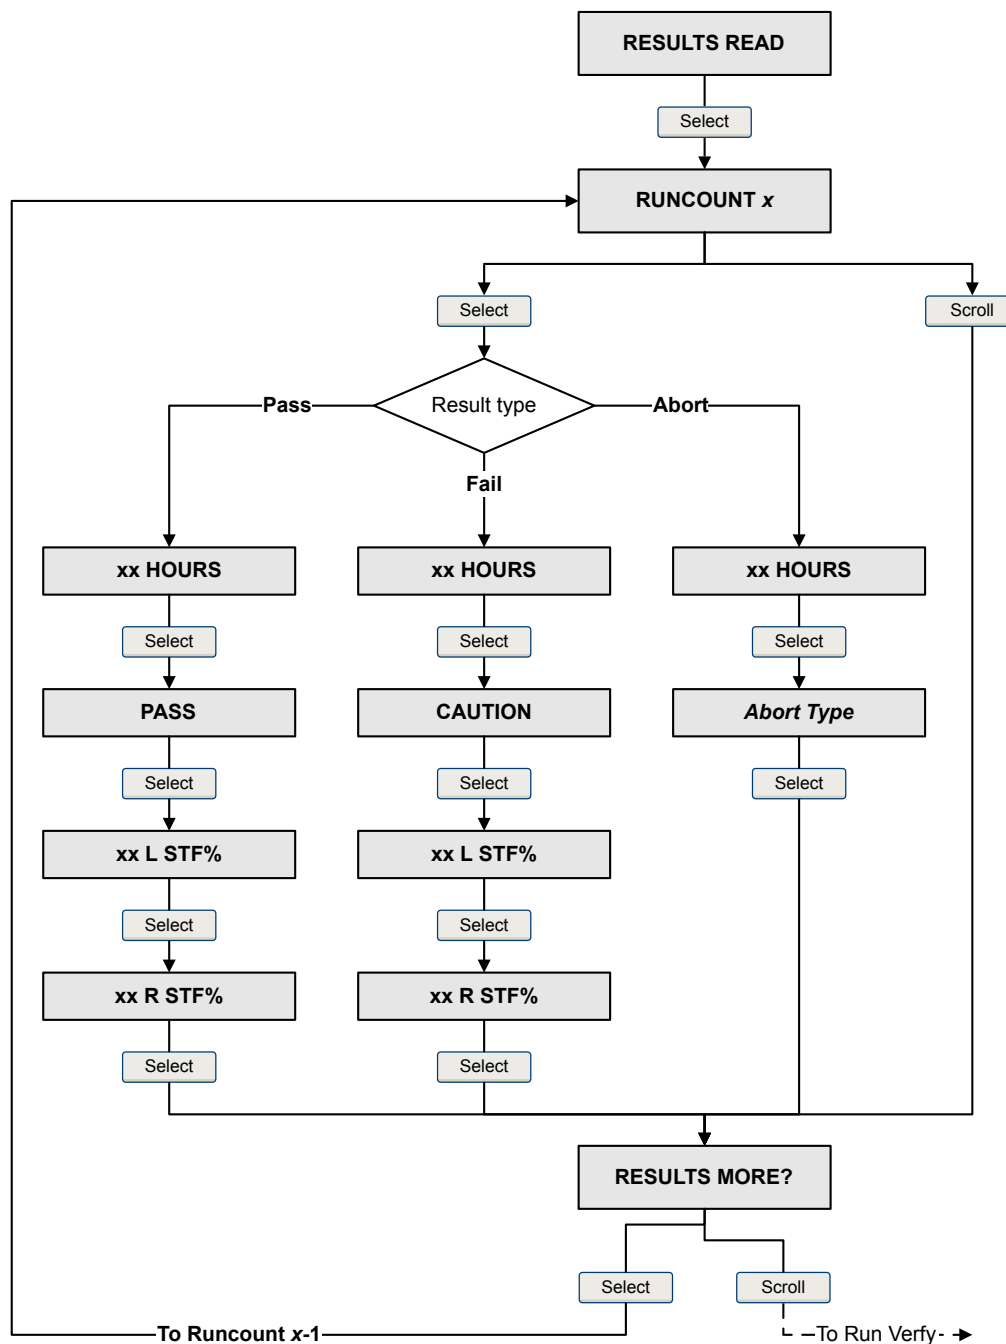 RESULTS READ
Select
RUNCOUNT x
Select
Scroll
Pass
Result type
Abort
Fail
xx HOURS
xx HOURS
xx HOURS
Select
Select
Select
PASS
CAUTION
Abort Type
Select
Select
Select
xx L STF%
xx L STF%
Select
Select
xx R STF%
xx R STF%
Select
Select
RESULTS MORE?
Select
Scroll
To Runcount x-1
To Run Verfy